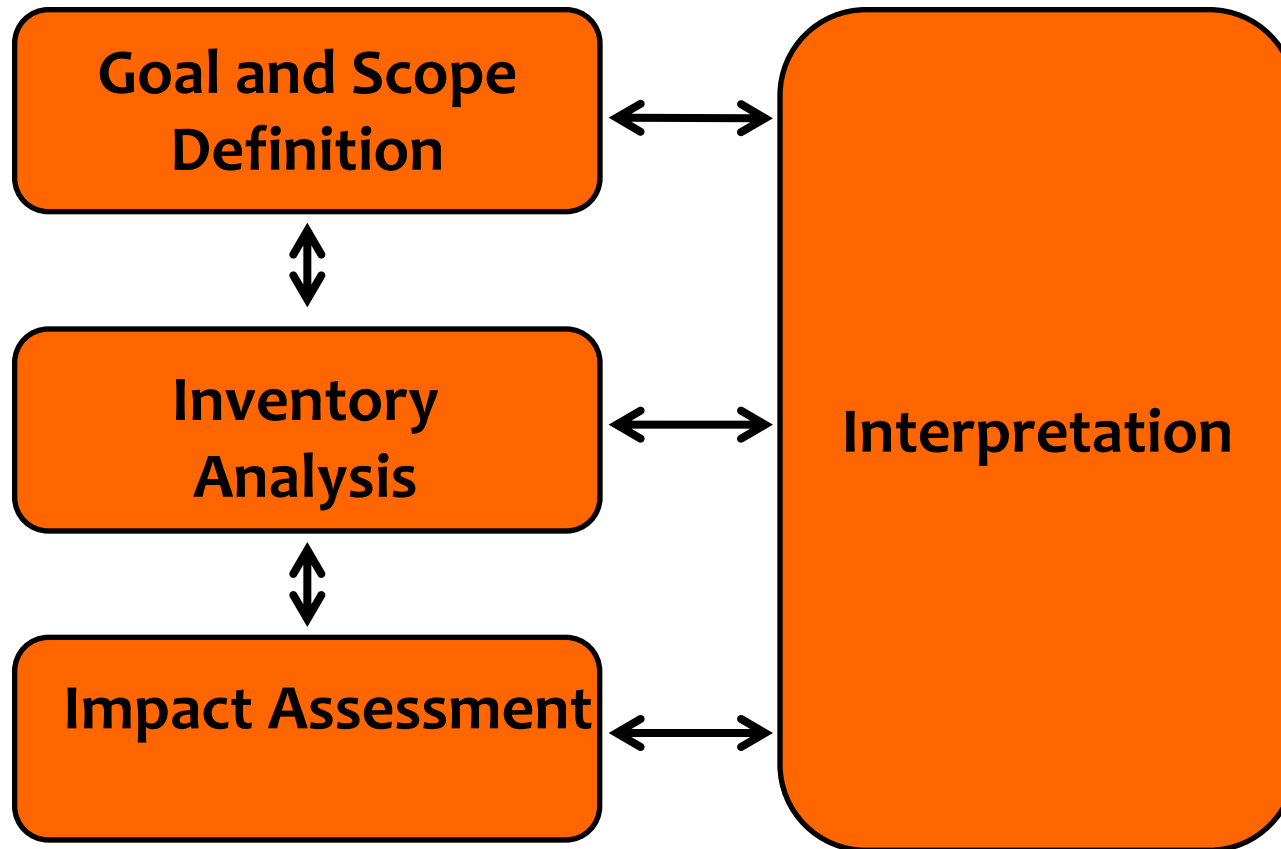 Goal and Scope
Definition
Inventory
Analysis
Interpretation
Impact Assessment